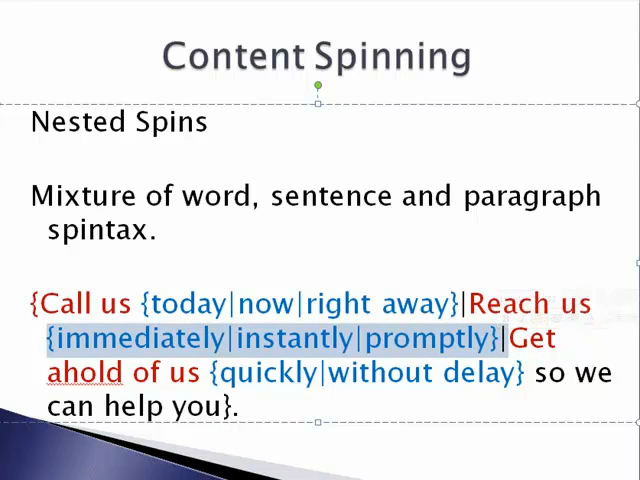 Content Spinning
Nested Spins
Mixture of word, sentence and paragraph
spintax.
{Call us {today|now|right away}|Reach us
{immediately|instantly|promptly}|Get
ahold of us {quickly|without delay} so we
can help you}.